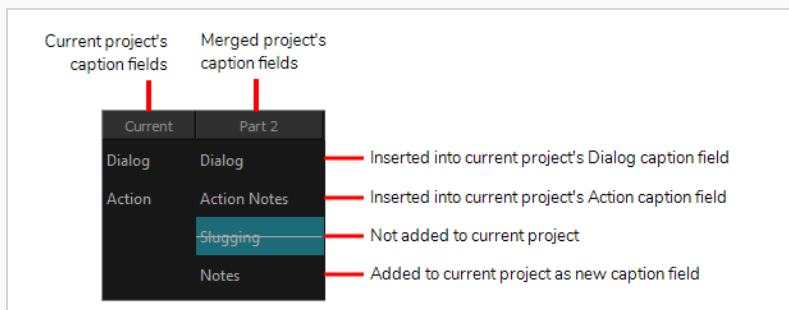 Current project's
caption fields
Merged project's
caption fields
Current Part 2
Dialog Dialog Inserted into current project's Dialog caption field
Action Action Notes Inserted into current project's Action caption field
Slugging Not added to current project
Notes Added to current project as new caption field